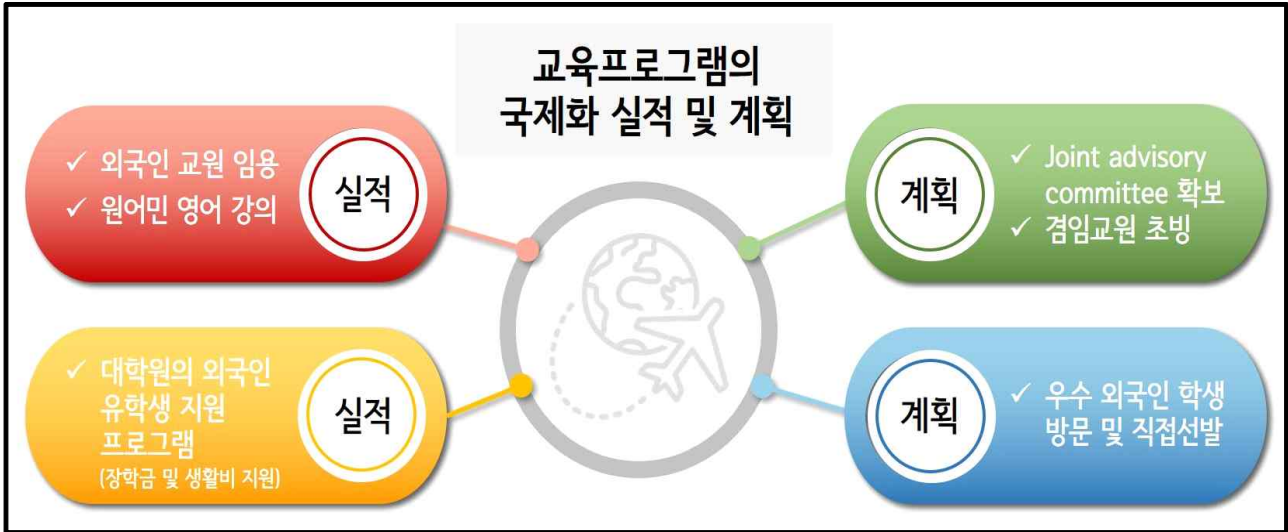 교육프로그램의
국제화 실적 및 계획
✓ 외국인 교원 임용
✓ 원어민 영어 강의
실적
✓ 대학원의 외국인
유학생 지원
프로그램
(장학금 및 생활비 지원)
실적
계획
✓ Joint advisory
committee 확보
✓ 겸임교원 초빙
계획
✓ 우수 외국인 학생
방문 및 직접선발